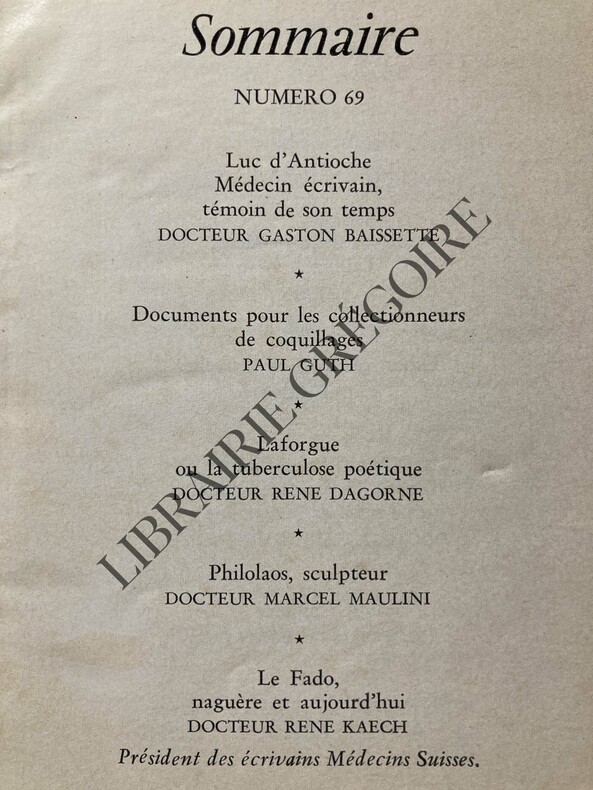 Sommaire
NUMERO 69
Luc d'Antioche
Médecin écrivain,
témoin de son temps
DOCTEUR GASTON BAISSETTE
Documents pour les collectionneurs
de coquillages
PAUL GUTH
Laforgue
ou la tuberculose poétique
DOCTEUR RENE DAGORNE
Philolaos, sculpteur
DOCTEUR MARCEL MAULINI
Le Fado,
naguère et aujourd'hui
DOCTEUR RENE KAECH
Président des écrivains Médecins Suisses.
LIBRAIRIE GRÉGOIRE